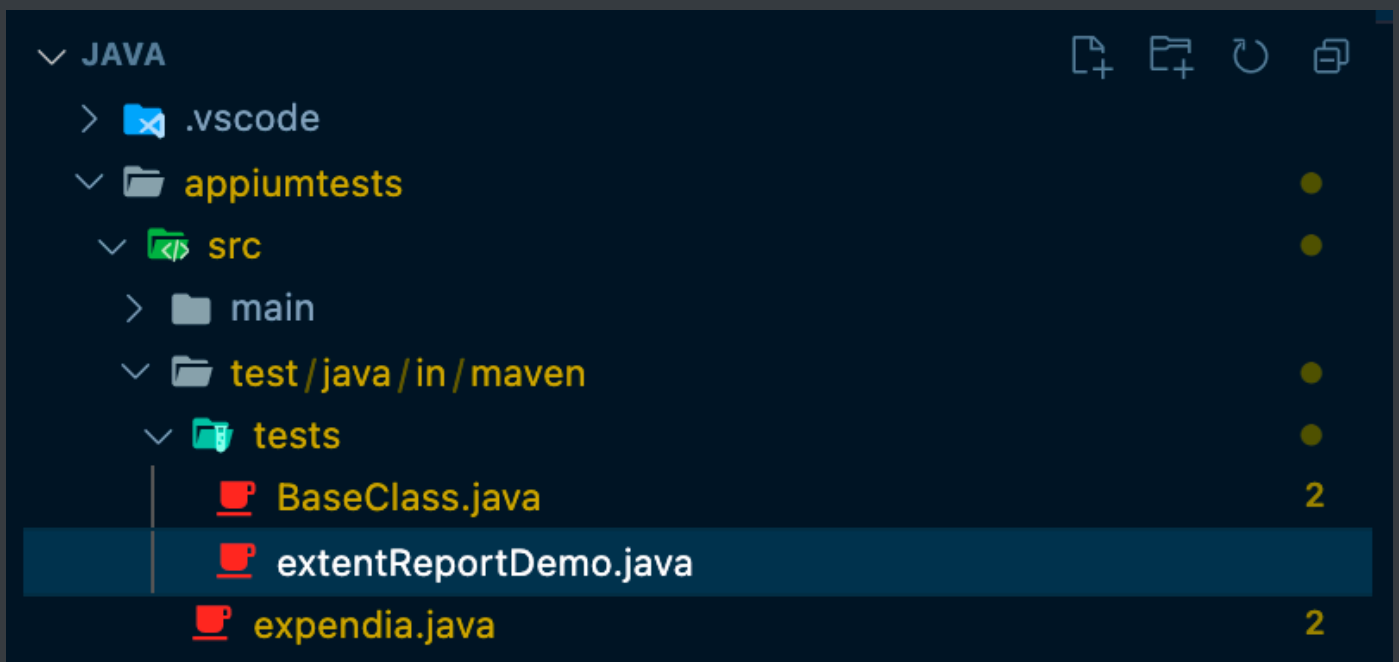 JAVA
.vscode
appiumtests
src
main
test/java/in/maven
tests
BaseClass.java 2
extentReportDemo.java
expendia.java 2